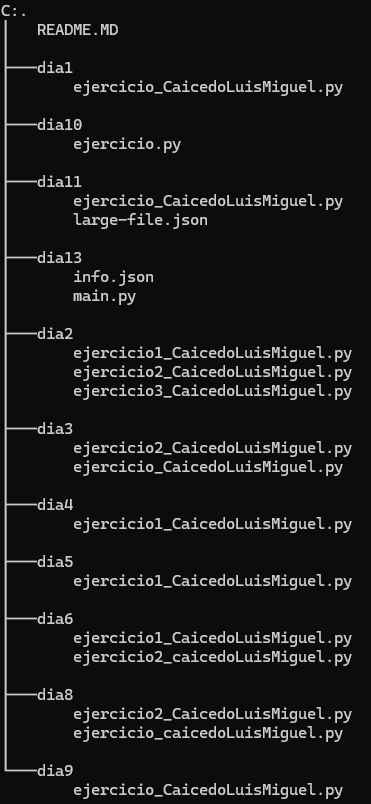 C:.
README.MD
dia1
ejercicio_CaicedoLuisMiguel.py
dia10
ejercicio.py
dia11
ejercicio_CaicedoLuisMiguel.py
large-file.json
dia13
info.json
main.py
dia2
ejercicio1_CaicedoLuisMiguel.py
ejercicio2_CaicedoLuisMiguel.py
ejercicio3_CaicedoLuisMiguel.py
dia3
ejercicio2_CaicedoLuisMiguel.py
ejercicio_CaicedoLuisMiguel.py
dia4
ejercicio1_CaicedoLuisMiguel.py
dia5
ejercicio1_CaicedoLuisMiguel.py
dia6
ejercicio1_CaicedoLuisMiguel.py
ejercicio2_caicedoLuisMiguel.py
dia8
ejercicio2_CaicedoLuisMiguel.py
ejercicio_caicedoLuisMiguel.py
dia9
ejercicio_CaicedoLuisMiguel.py